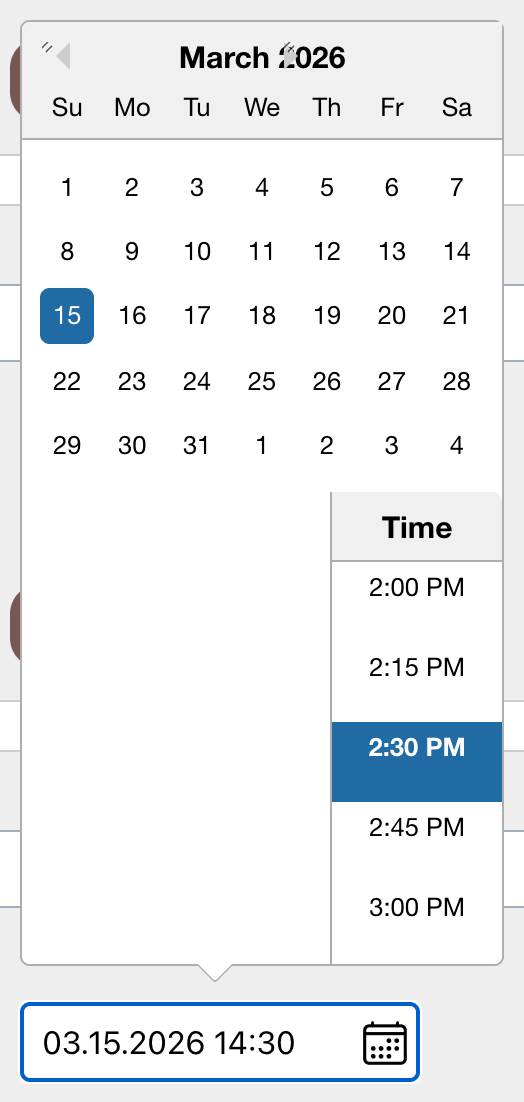 March 2026
Su Mo Tu We Th Fr Sa
1 2 3 4 5 6 7
8 9 10 11 12 13 14
15 16 17 18 19 20 21
22 23 24 25 26 27 28
29 30 31 1 2 3 4
Time
2:00 PM
2:15 PM
2:30 PM
2:45 PM
3:00 PM
03.15.2026 14:30